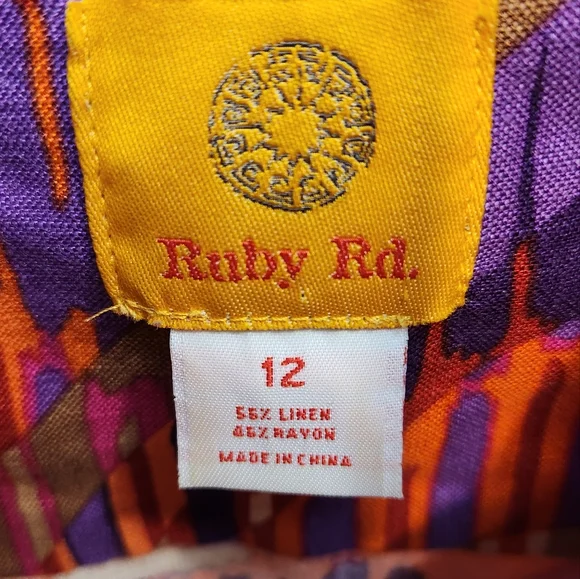 Ruby Rd.
12
55% LINEN
45% RAYON
MADE IN CHINA